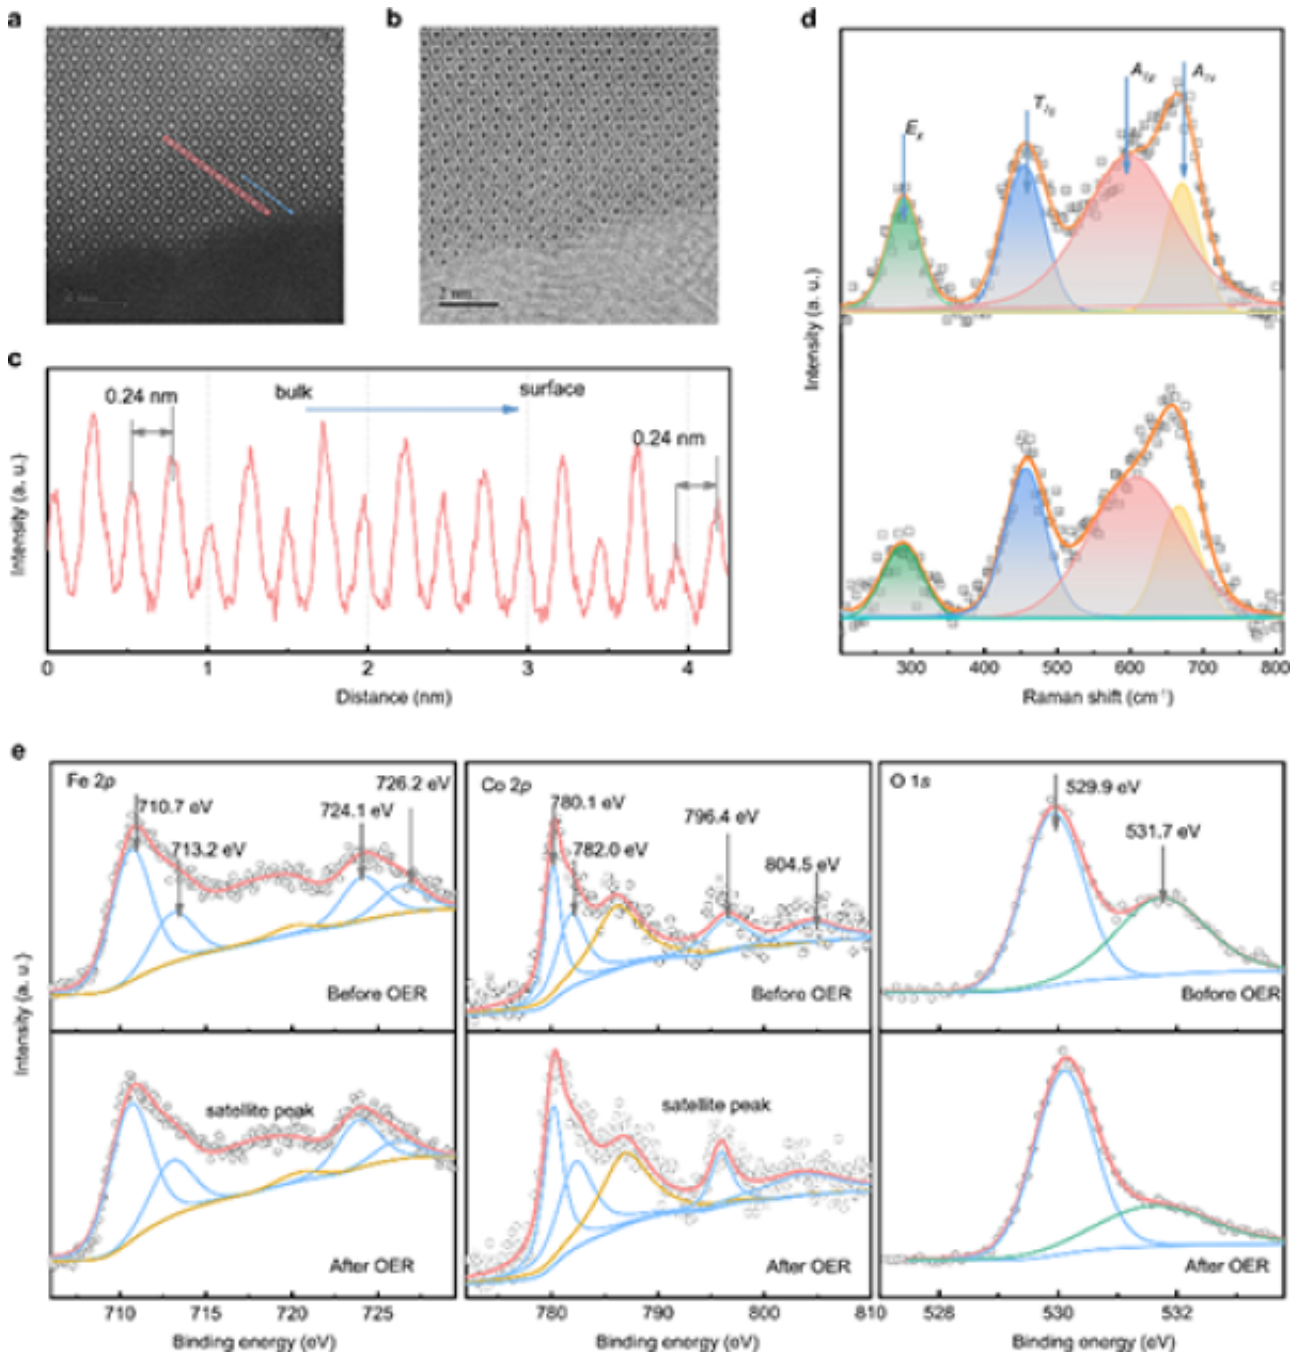 a
b
2 nm
c
0.24 nm
bulk
surface
0.24 nm
Intensity (a. u.)
0
1
2
3
4
Distance (nm)
d
Eg
T2g
A1g
Intensity (a. u.)
300
400
500
600
700
800
Raman shift (cm⁻¹)
e
Fe 2p
710.7 eV
713.2 eV
724.1 eV
726.2 eV
Before OER
Co 2p
780.1 eV
782.0 eV
796.4 eV
804.5 eV
Before OER
O 1s
529.9 eV
531.7 eV
Before OER
Intensity (a. u.)
satellite peak
After OER
satellite peak
After OER
After OER
710
715
720
725
780
790
800
810
528
530
532
Binding energy (eV)
Binding energy (eV)
Binding energy (eV)